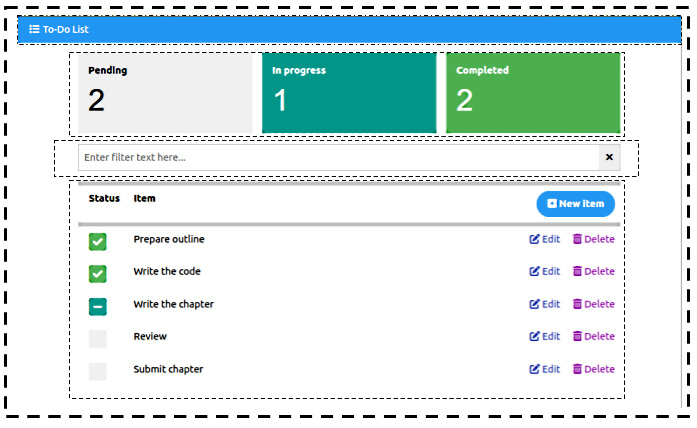 To-Do List
Pending In progress Completed
2 1 2
Enter filter text here...
Status Item New item
Prepare outline Edit Delete
Write the code Edit Delete
Write the chapter Edit Delete
Review Edit Delete
Submit chapter Edit Delete